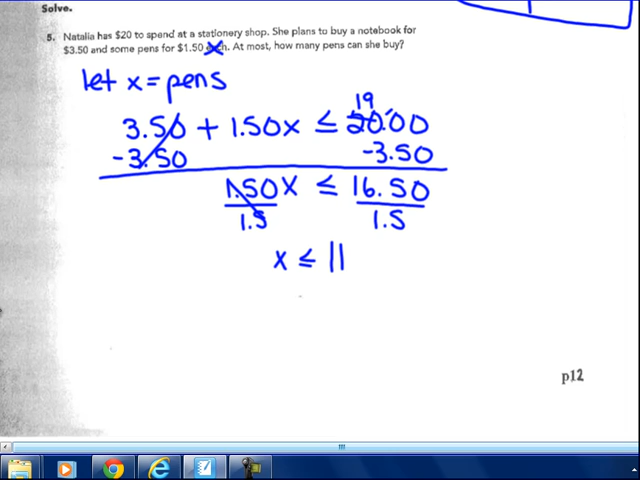 Solve.
5. Natalia has $20 to spend at a stationery shop. She plans to buy a notebook for
$3.50 and some pens for $1.50 each. At most, how many pens can she buy?
x
let x = pens
19
3.50 + 1.50x ≤ 20.00
-3.50 -3.50
1.50x ≤ 16.50
1.5 1.5
x ≤ 11
p12